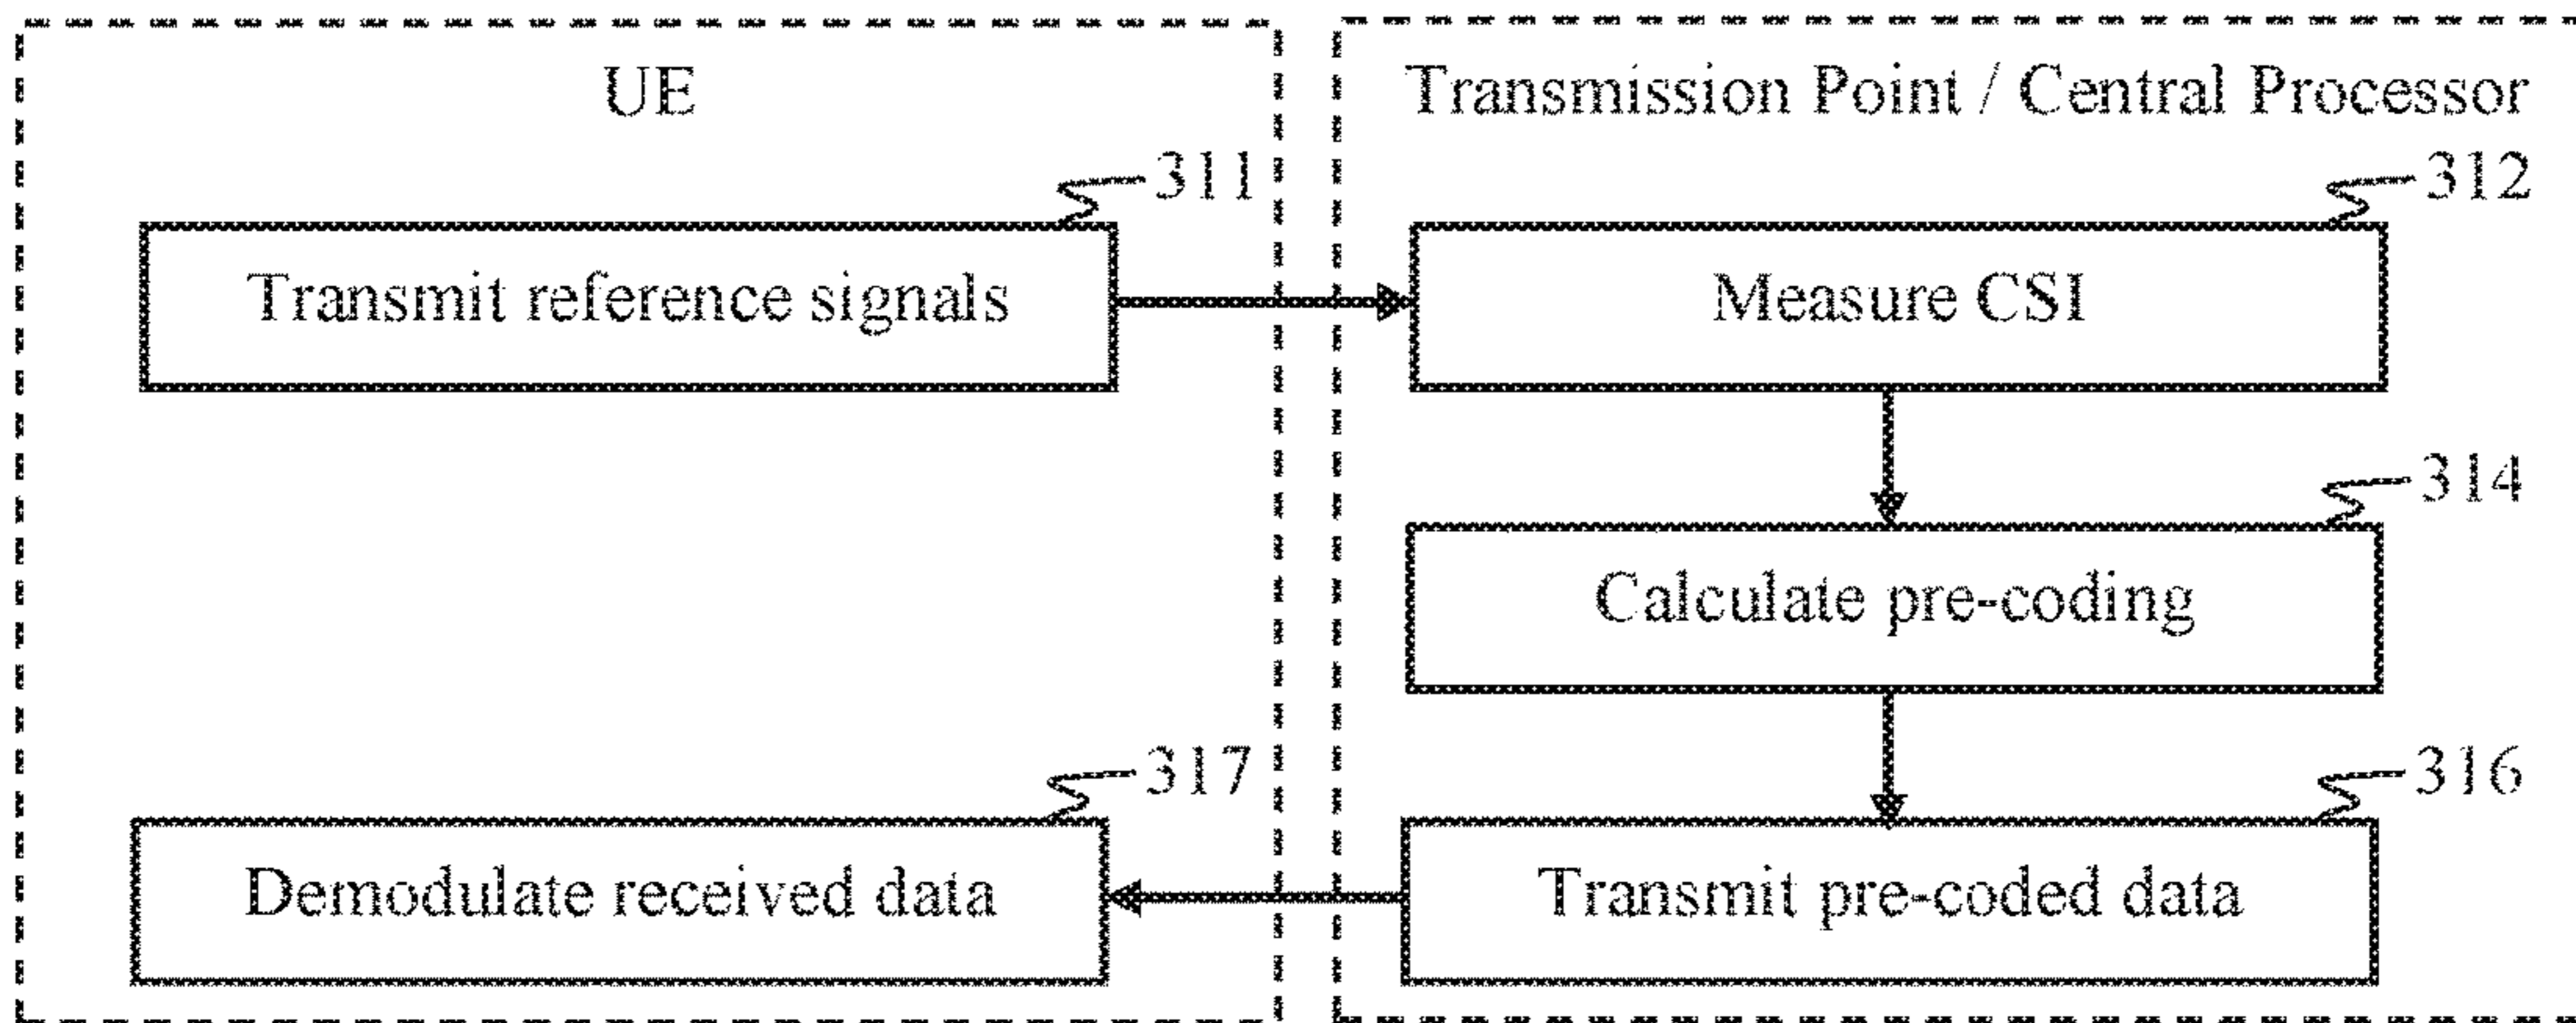 UE
Transmission Point / Central Processor
311
312
Transmit reference signals
Measure CSI
314
Calculate pre-coding
317
316
Demodulate received data
Transmit pre-coded data